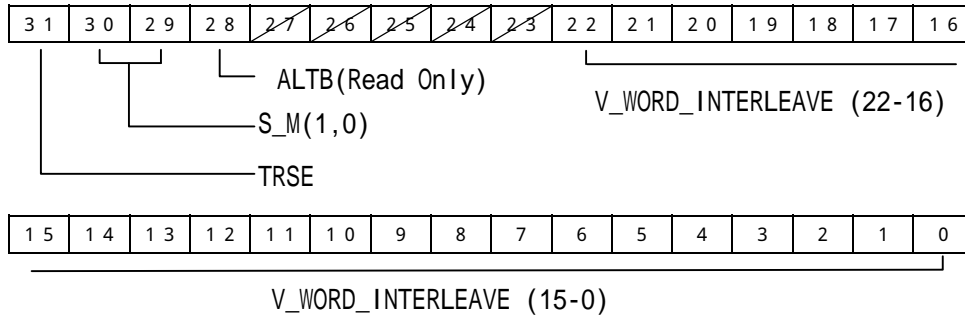 31 30 29 28 27 26 25 24 23 22 21 20 19 18 17 16
ALTB(Read Only)
V_WORD_INTERLEAVE (22-16)
S_M(1,0)
TRSE
15 14 13 12 11 10 9 8 7 6 5 4 3 2 1 0
V_WORD_INTERLEAVE (15-0)